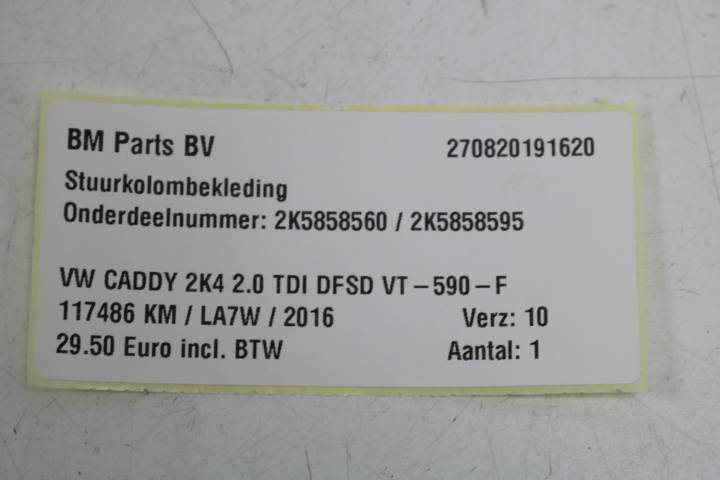 BM Parts BV 270820191620
Stuurkolombekleding
Onderdeelnummer: 2K5858560 / 2K5858595
VW CADDY 2K4 2.0 TDI DFSD VT-590-F
117486 KM / LA7W / 2016 Verz: 10
29.50 Euro incl. BTW Aantal: 1